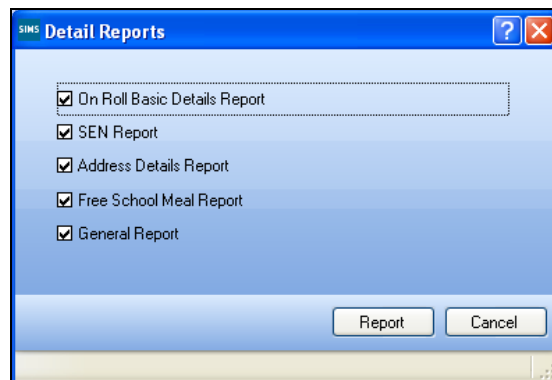 SIMS Detail Reports ?
On Roll Basic Details Report
SEN Report
Address Details Report
Free School Meal Report
General Report
Report Cancel